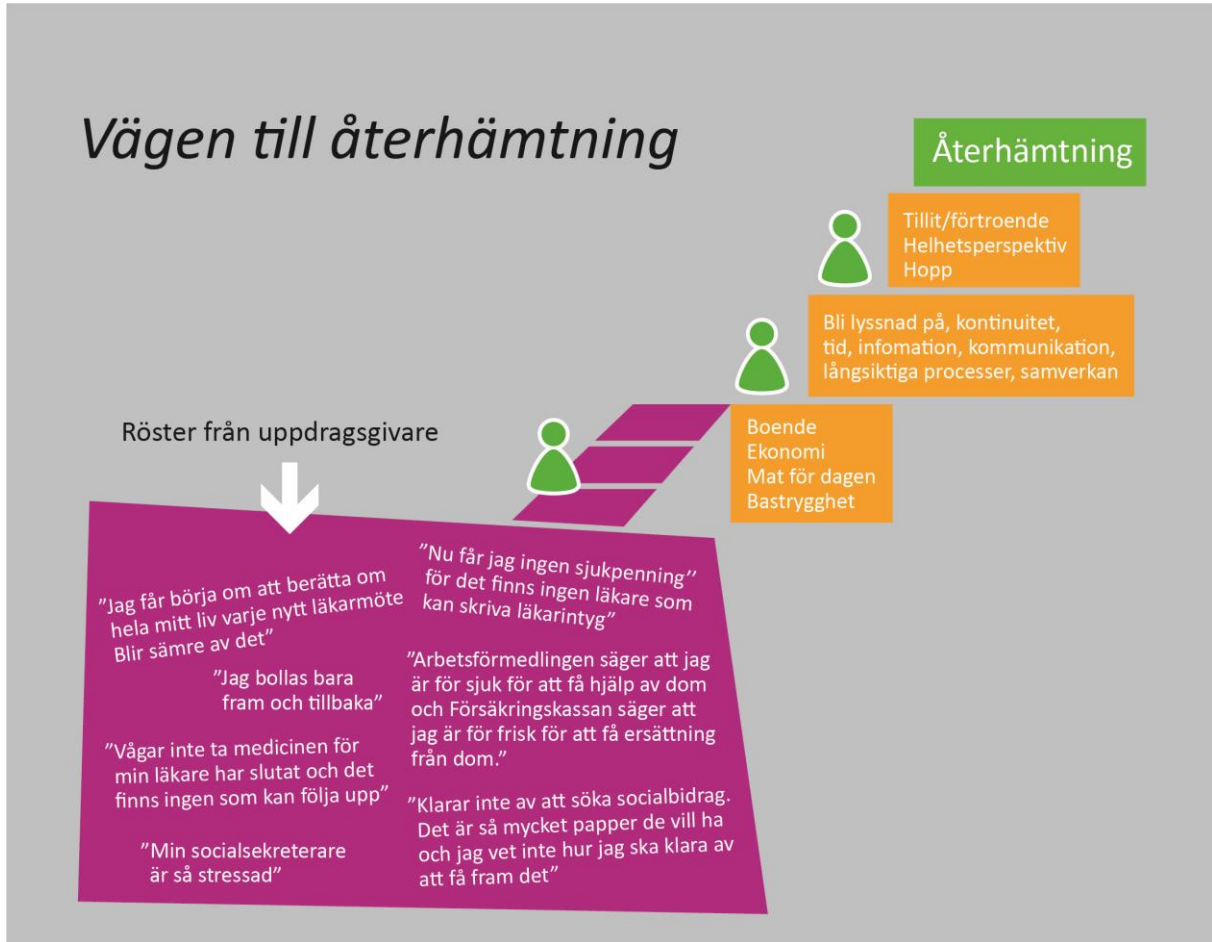 Vägen till återhämtning
Återhämtning
Tillit/förtroende
Helhetsperspektiv
Hopp
Bli lyssnad på, kontinuitet,
tid, infomation, kommunikation,
långsiktiga processer, samverkan
Boende
Ekonomi
Mat för dagen
Bastrygghet
Röster från uppdragsgivare
”Jag får börja om att berätta om
hela mitt liv varje nytt läkarmöte
Blir sämre av det”
”Jag bollas bara
fram och tillbaka”
”Vågar inte ta medicinen för
min läkare har slutat och det
finns ingen som kan följa upp”
”Min socialsekreterare
är så stressad”
”Nu får jag ingen sjukpenning’’
för det finns ingen läkare som
kan skriva läkarintyg”
”Arbetsförmedlingen säger att jag
är för sjuk för att få hjälp av dom
och Försäkringskassan säger att
jag är för frisk för att få ersättning
från dom.”
”Klarar inte av att söka socialbidrag.
Det är så mycket papper de vill ha
och jag vet inte hur jag ska klara av
att få fram det”